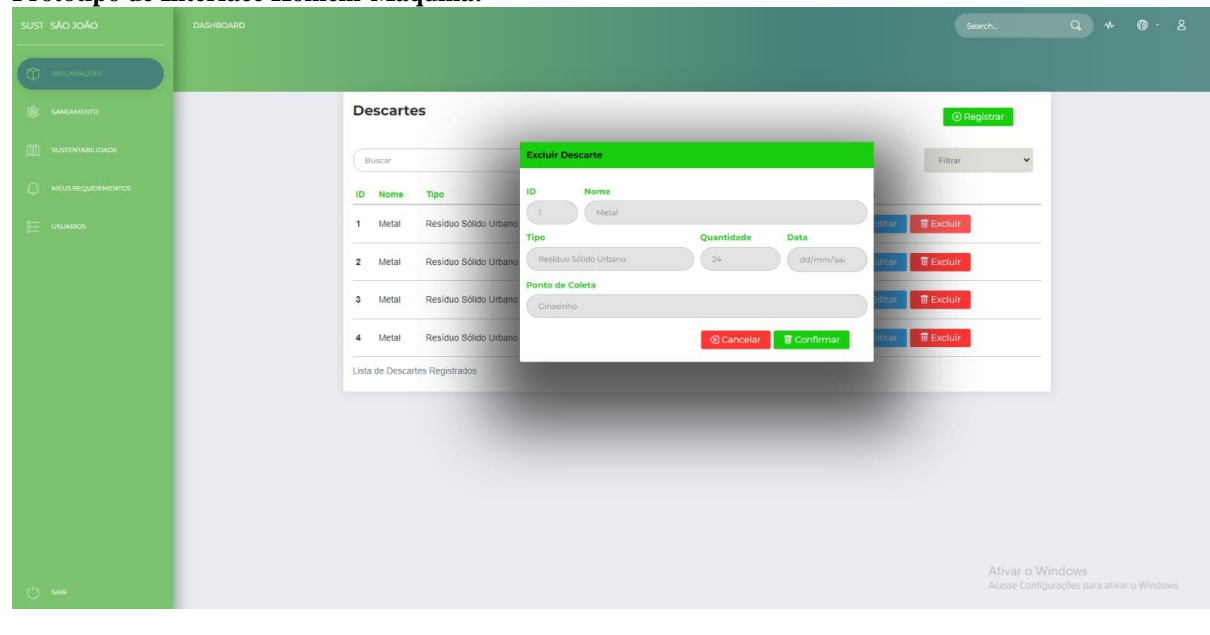 Protótipo de Interface Homem-Máquina:
SUST SÃO JOÃO
DASHBOARD
Search...
RECLAMAÇÕES
SANEAMENTO
SUSTENTABILIDADE
MEUS REQUERIMENTOS
USUARIOS
SAIR
Descartes
Registrar
Buscar
Filtrar
ID Nome Tipo
1 Metal Resíduo Sólido Urbano Editar Excluir
2 Metal Resíduo Sólido Urbano Editar Excluir
3 Metal Resíduo Sólido Urbano Editar Excluir
4 Metal Resíduo Sólido Urbano Editar Excluir
Lista de Descartes Registrados
Excluir Descarte
ID Nome
1 Metal
Tipo Quantidade Data
Resíduo Sólido Urbano 24 dd/mm/aa
Ponto de Coleta
Ginasinho
Cancelar Confirmar
Ativar o Windows
Acesse Configurações para ativar o Windows.